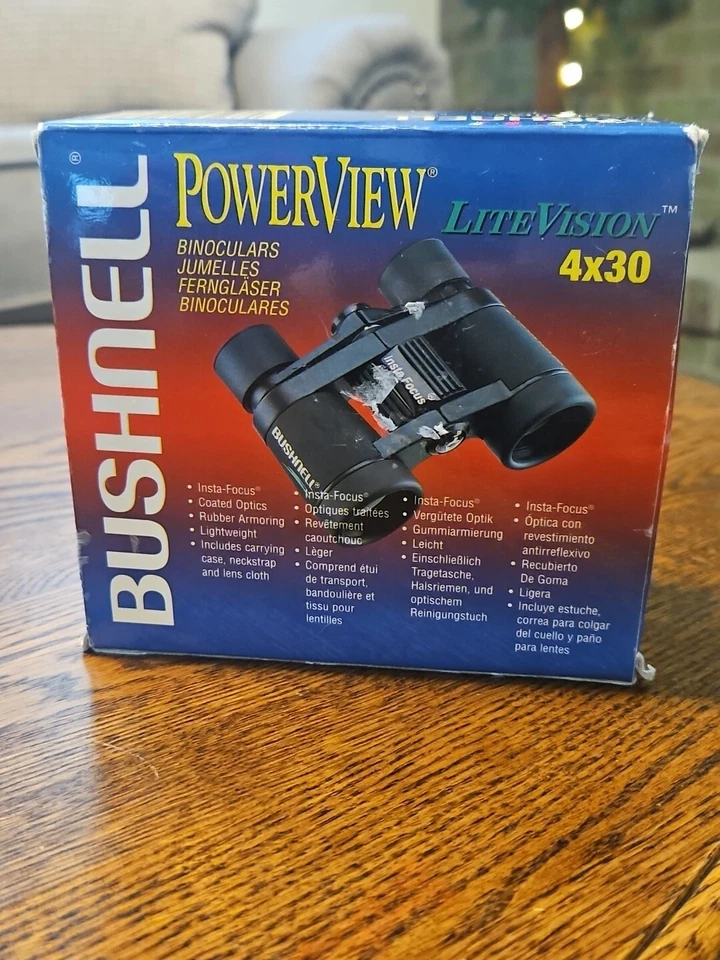 BUSHNELL®
POWERVIEW®
LITEVISION™
4x30
BINOCULARS
JUMELLES
FERNGLÄSER
BINOCULARES
Insta-Focus®
BUSHNELL®
• Insta-Focus®
• Coated Optics
• Rubber Armoring
• Lightweight
• Includes carrying
case, neckstrap
and lens cloth
• Insta-Focus®
• Optiques traitées
• Revêtement
caoutchouc
• Lèger
• Comprend étui
de transport,
bandoulière et
tissu pour
lentilles
• Insta-Focus®
• Vergütete Optik
• Gummiarmierung
• Leicht
• Einschließlich
Tragetasche,
Halsriemen, und
optischem
Reinigungstuch
• Insta-Focus®
• Óptica con
revestimiento
antirreflexivo
• Recubierto
De Goma
• Ligera
• Incluye estuche,
correa para colgar
del cuello y paño
para lentes